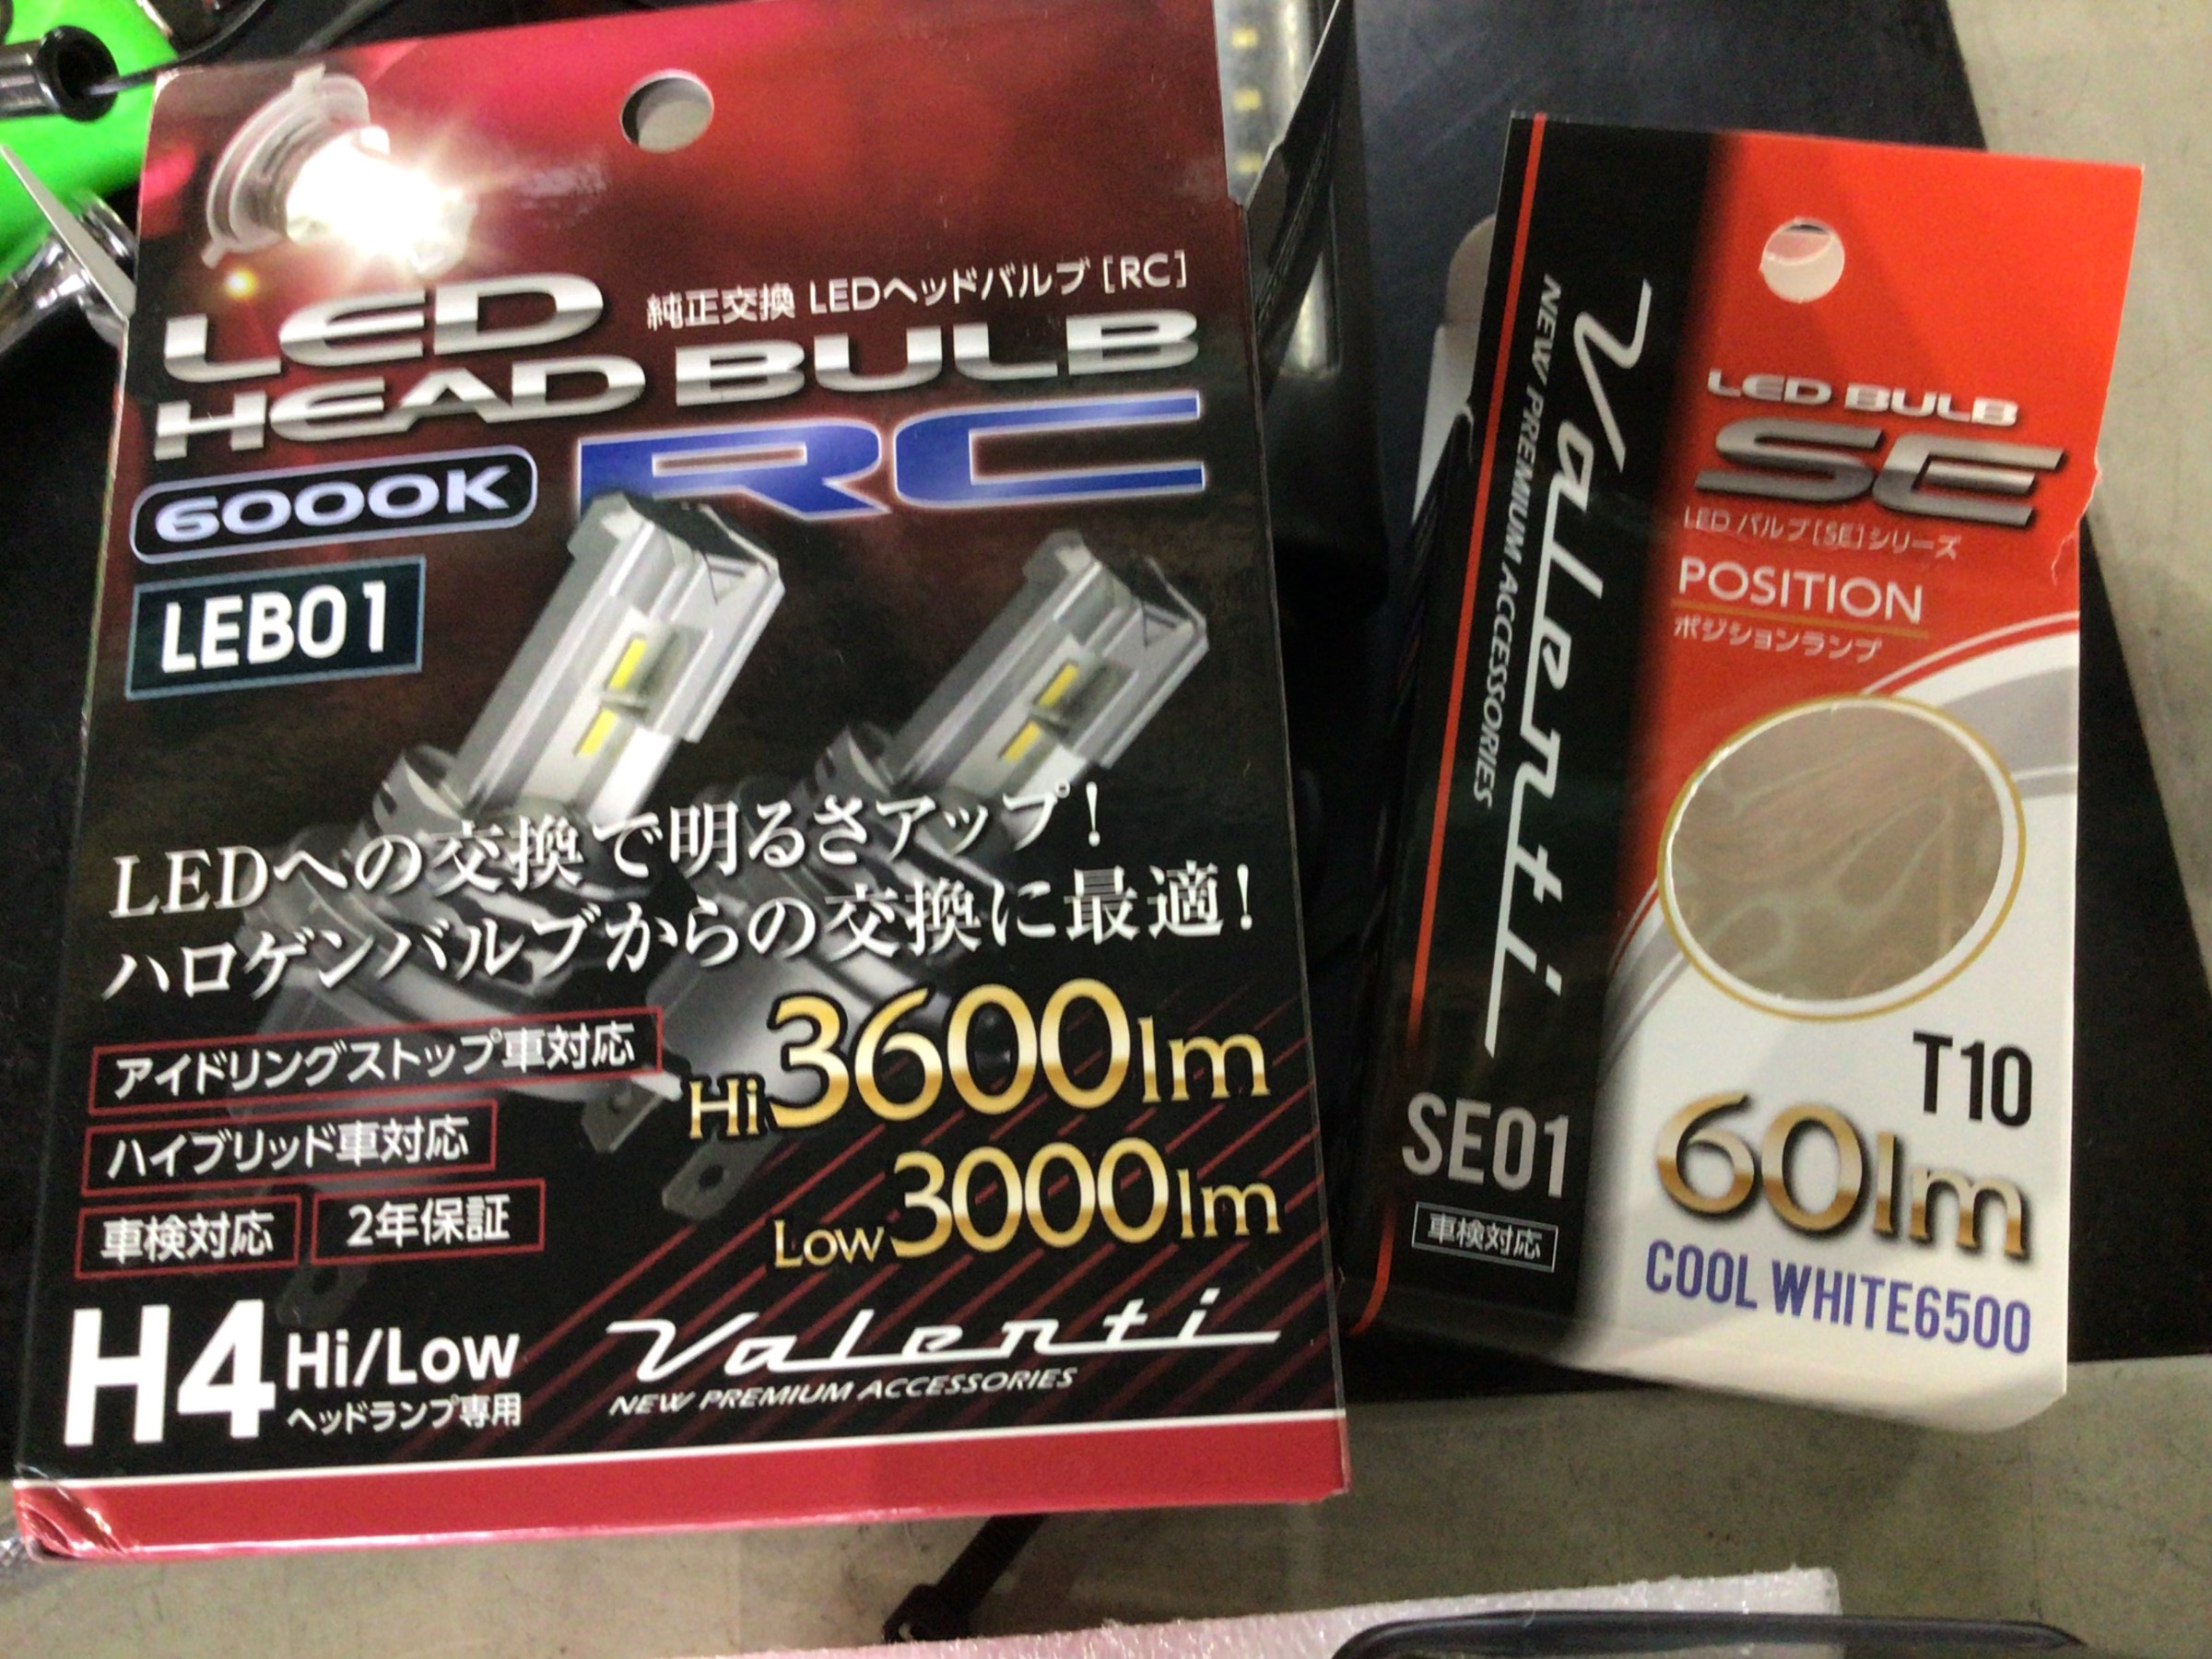 純正交換 LEDヘッドバルブ [RC]
LED
HEAD BULB
RC
6000K
LEB01
LEDへの交換で明るさアップ!
ハロゲンバルブからの交換に最適!
アイドリングストップ車対応
ハイブリッド車対応
車検対応
2年保証
Hi3600lm
Low3000lm
H4 Hi/Low
ヘッドランプ専用
Valenti
NEW PREMIUM ACCESSORIES
Valenti
NEW PREMIUM ACCESSORIES
SE01
車検対応
LED BULB
SE
LED バルブ[SE]シリーズ
POSITION
ポジションランプ
T10
60lm
COOL WHITE6500